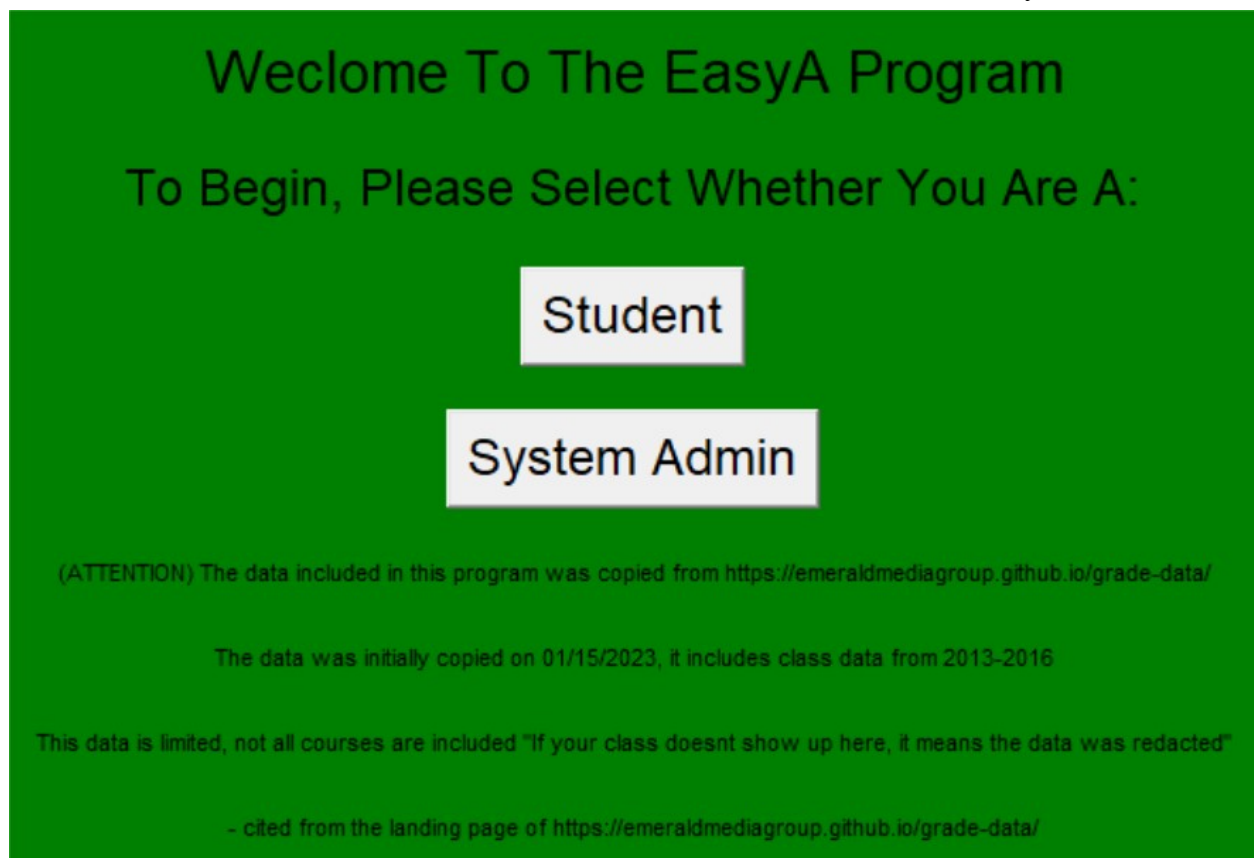 Weclome To The EasyA Program
To Begin, Please Select Whether You Are A:
Student
System Admin
(ATTENTION) The data included in this program was copied from https://emeraldmediagroup.github.io/grade-data/
The data was initially copied on 01/15/2023, it includes class data from 2013-2016
This data is limited, not all courses are included "If your class doesnt show up here, it means the data was redacted"
- cited from the landing page of https://emeraldmediagroup.github.io/grade-data/